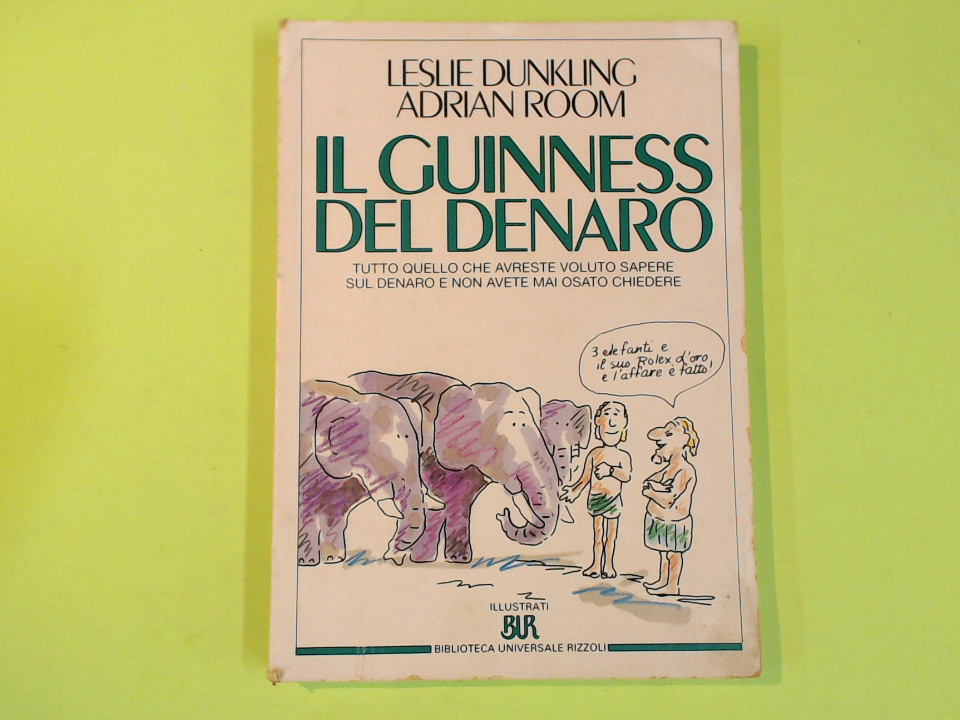 LESLIE DUNKLING
ADRIAN ROOM
IL GUINNESS
DEL DENARO
TUTTO QUELLO CHE AVRESTE VOLUTO SAPERE
SUL DENARO E NON AVETE MAI OSATO CHIEDERE
3 elefanti e
il suo Rolex d'oro,
e l'affare è fatto!
ILLUSTRATI
BUR
BIBLIOTECA UNIVERSALE RIZZOLI